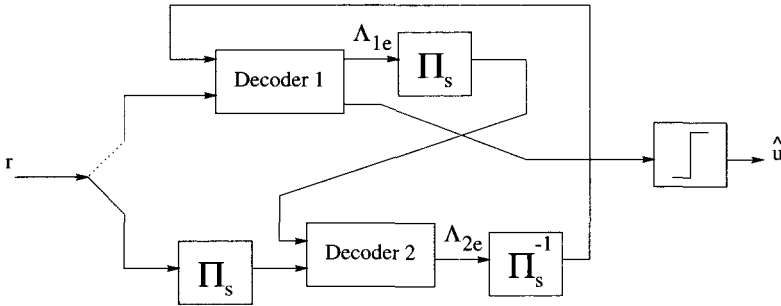 Λ1e
Πs
Decoder 1
r
û
Decoder 2
Λ2e
Πs
Πs-1